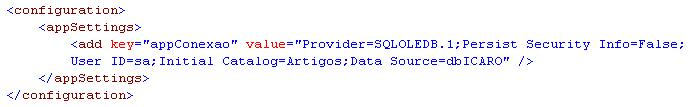 <configuration>
<appSettings>
<add key="appConexao" value="Provider=SQLOLEDB.1;Persist Security Info=False;
User ID=sa;Initial Catalog=Artigos;Data Source=dbICARO" />
</appSettings>
</configuration>